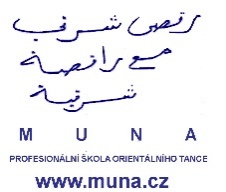 رقص شرقي
مع راقصة
شرقية
M U N A
PROFESIONÁLNÍ ŠKOLA ORIENTÁLNÍHO TANCE
www.muna.cz